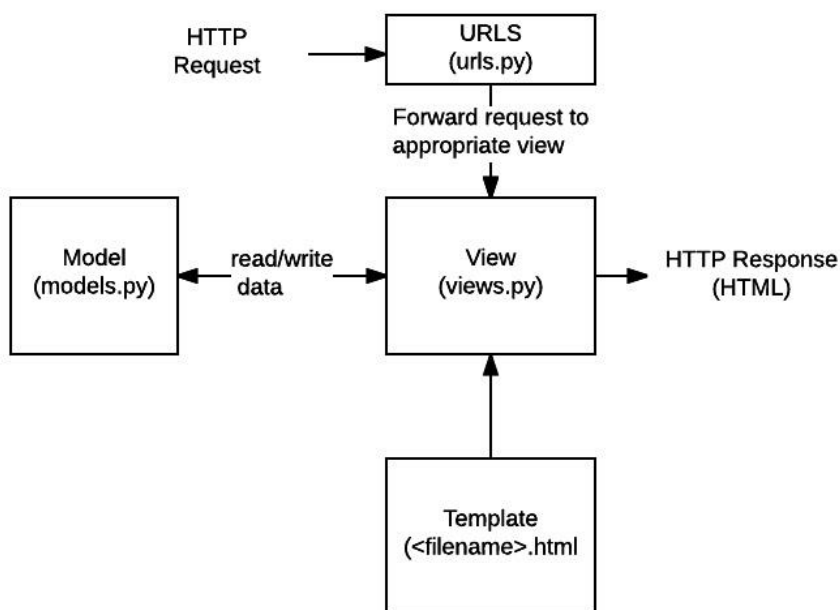 HTTP
Request
URLS
(urls.py)
Forward request to
appropriate view
Model
(models.py)
read/write
data
View
(views.py)
HTTP Response
(HTML)
Template
(<filename>.html